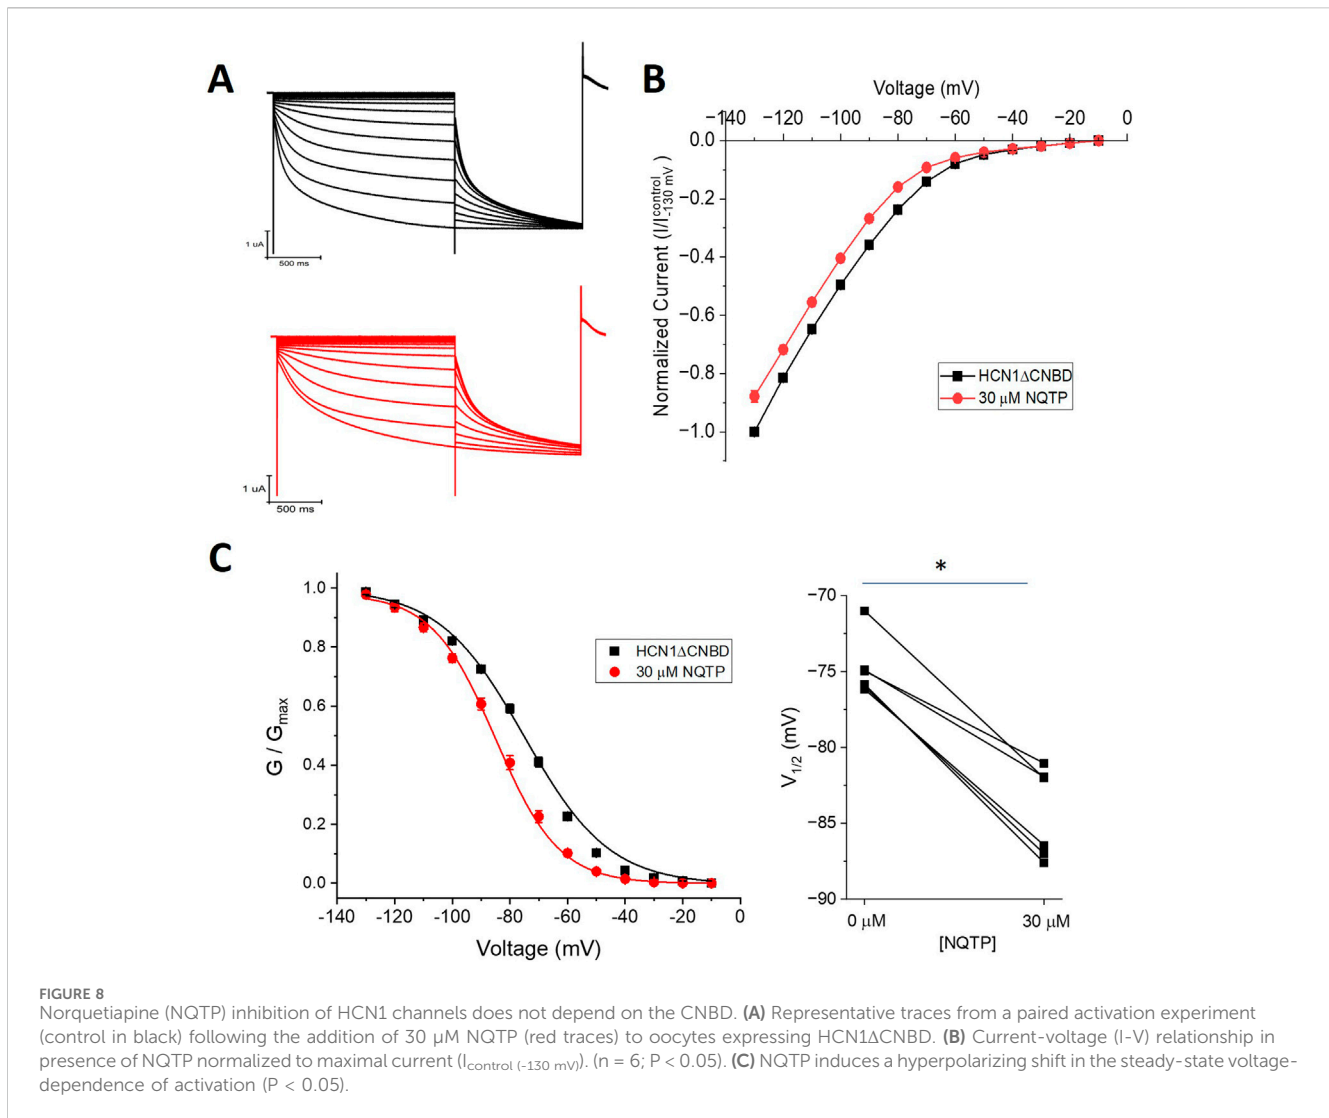 A
1 uA
500 ms
1 uA
500 ms
B
Voltage (mV)
−140 −120 −100 −80 −60 −40 −20 0
0.0
−0.2
−0.4
−0.6
−0.8
−1.0
Normalized Current (I/I control -130 mV)
HCN1ΔCNBD
30 μM NQTP
C
1.0
0.8
0.6
0.4
0.2
0.0
G / Gmax
-140 -120 -100 -80 -60 -40 -20 0
Voltage (mV)
HCN1ΔCNBD
30 μM NQTP
*
−70
−75
−80
−85
−90
V1/2 (mV)
0 μM 30 μM
[NQTP]
FIGURE 8
Norquetiapine (NQTP) inhibition of HCN1 channels does not depend on the CNBD. (A) Representative traces from a paired activation experiment
(control in black) following the addition of 30 μM NQTP (red traces) to oocytes expressing HCN1ΔCNBD. (B) Current-voltage (I-V) relationship in
presence of NQTP normalized to maximal current (Icontrol (-130 mV)). (n = 6; P < 0.05). (C) NQTP induces a hyperpolarizing shift in the steady-state voltage-
dependence of activation (P < 0.05).